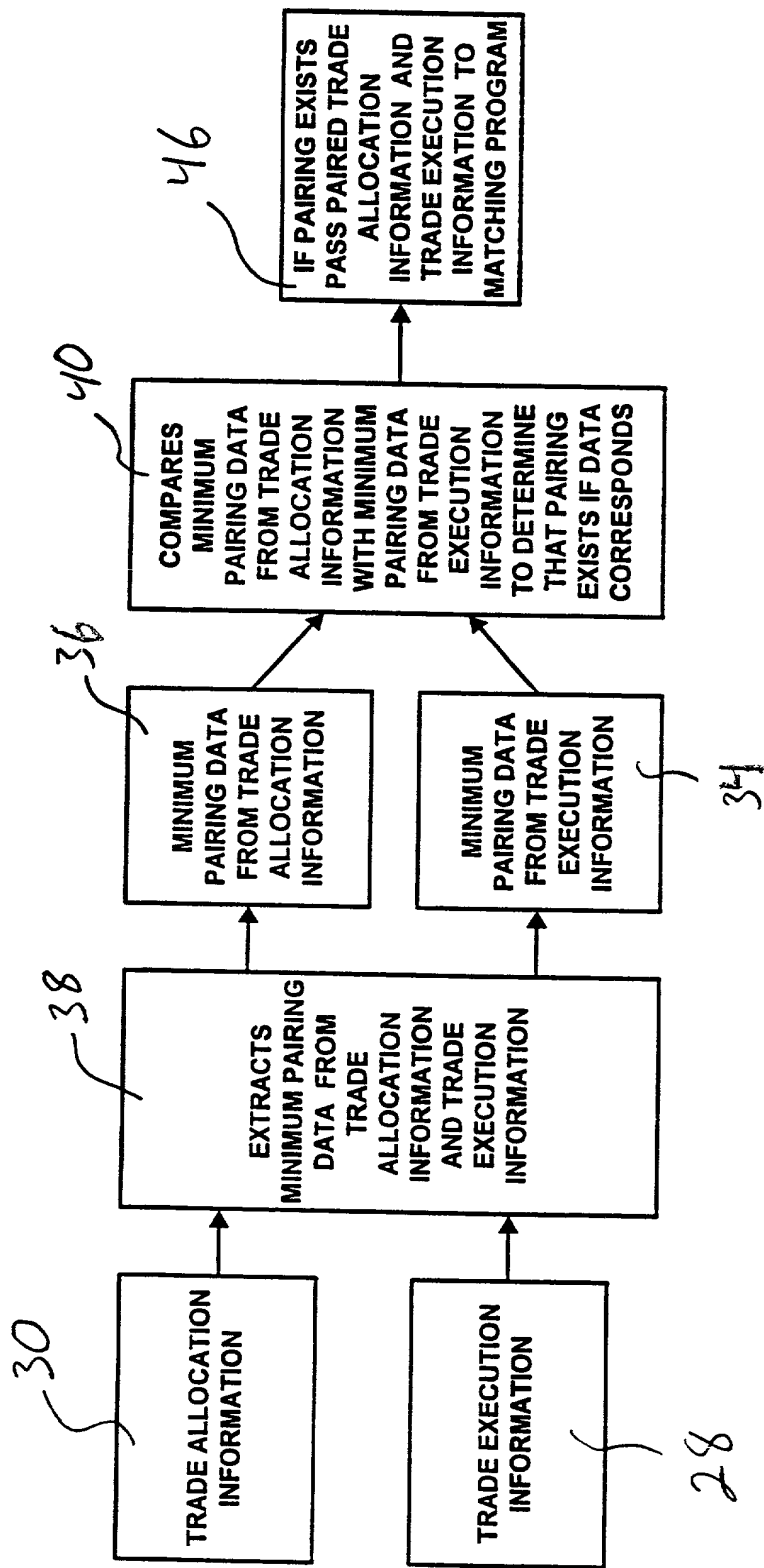 30
TRADE ALLOCATION
INFORMATION
TRADE EXECUTION
INFORMATION
28
38
EXTRACTS
MINIMUM PAIRING
DATA FROM
TRADE
ALLOCATION
INFORMATION
AND TRADE
EXECUTION
INFORMATION
36
MINIMUM
PAIRING DATA
FROM TRADE
ALLOCATION
INFORMATION
MINIMUM
PAIRING DATA
FROM TRADE
EXECUTION
INFORMATION
34
40
COMPARES
MINIMUM
PAIRING DATA
FROM TRADE
ALLOCATION
INFORMATION
WITH MINIMUM
PAIRING DATA
FROM TRADE
EXECUTION
INFORMATION
TO DETERMINE
THAT PAIRING
EXISTS IF DATA
CORRESPONDS
46
IF PAIRING EXISTS
PASS PAIRED TRADE
ALLOCATION
INFORMATION AND
TRADE EXECUTION
INFORMATION TO
MATCHING PROGRAM